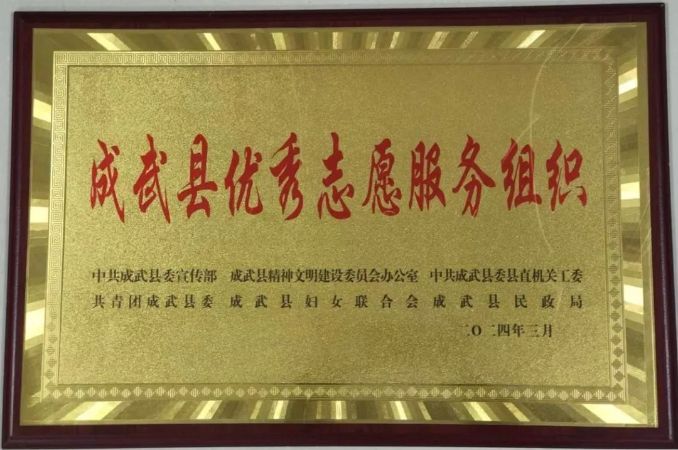 成武县优秀志愿服务组织
中共成武县委宣传部 成武县精神文明建设委员会办公室 中共成武县委县直机关工委
共青团成武县委 成武县妇女联合会 成武县民政局
二〇二四年三月